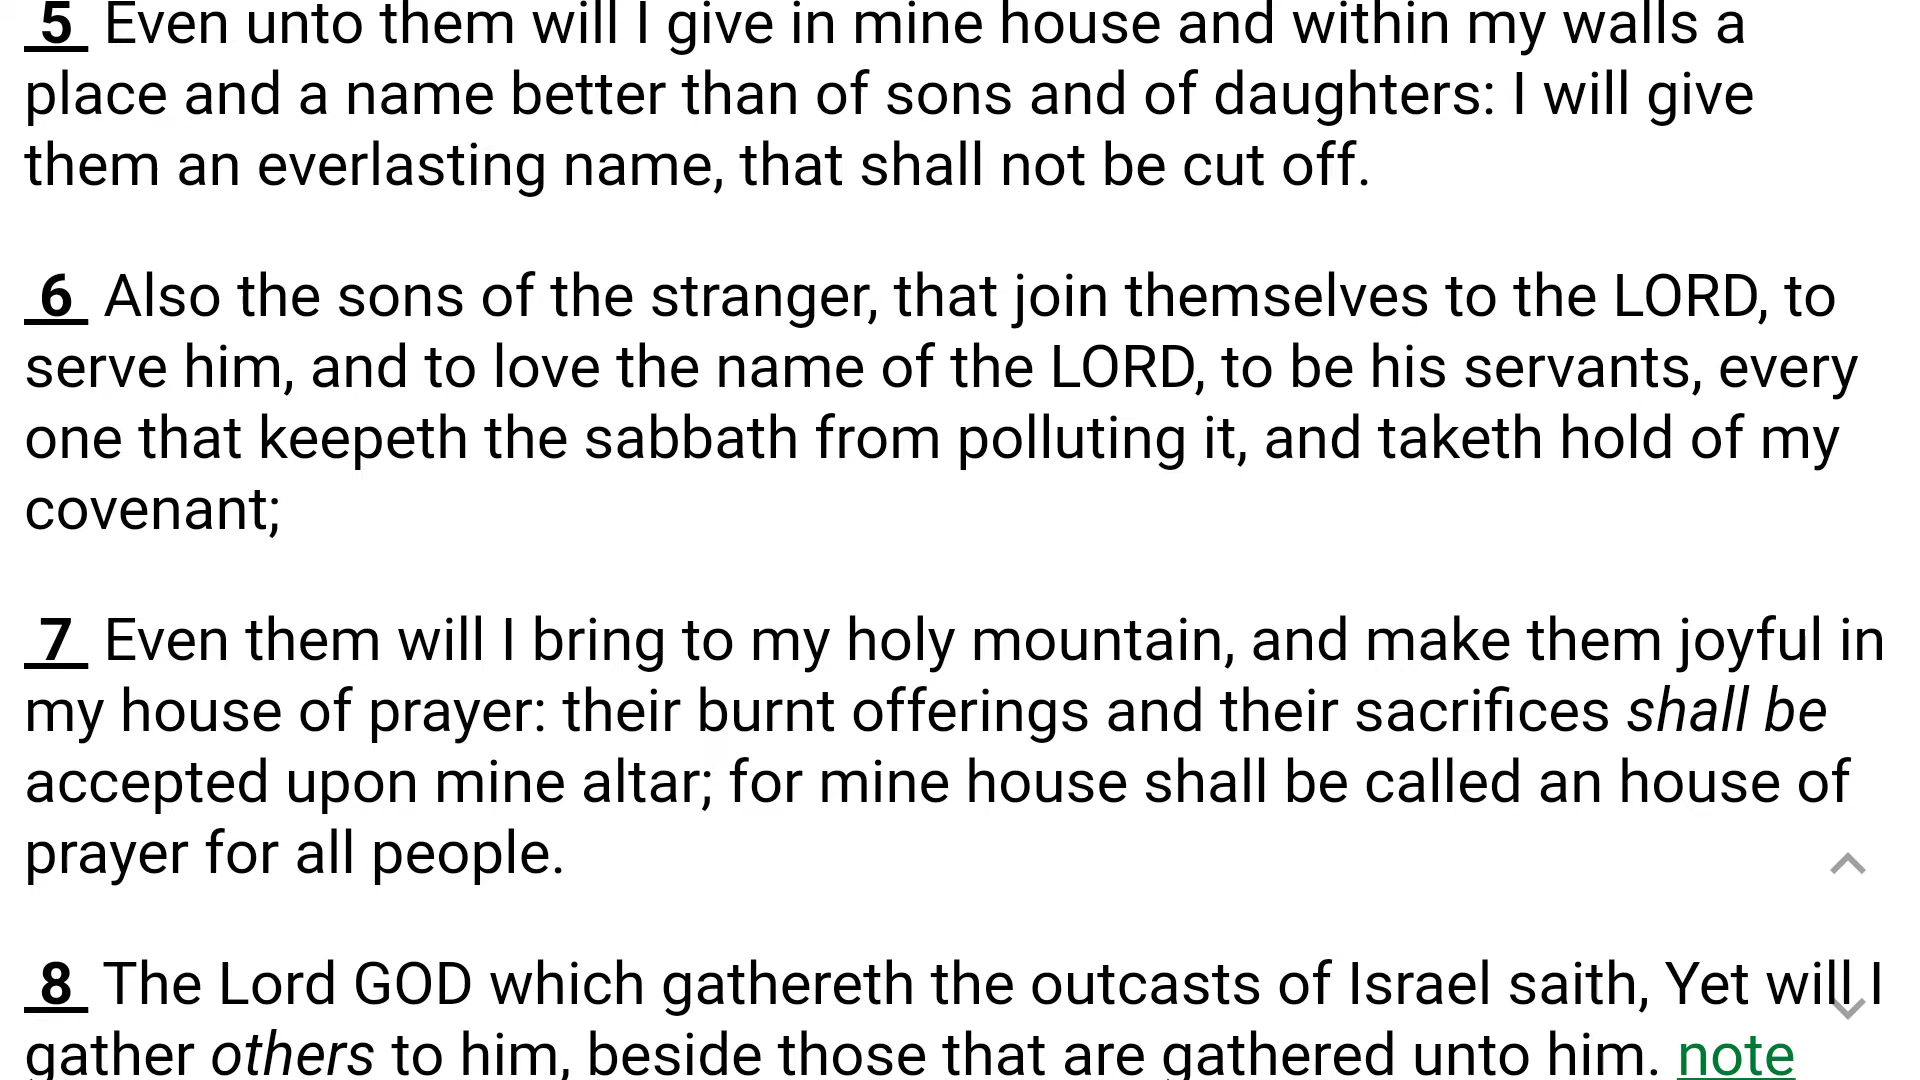 5 Even unto them will I give in mine house and within my walls a
place and a name better than of sons and of daughters: I will give
them an everlasting name, that shall not be cut off.
6 Also the sons of the stranger, that join themselves to the LORD, to
serve him, and to love the name of the LORD, to be his servants, every
one that keepeth the sabbath from polluting it, and taketh hold of my
covenant;
7 Even them will I bring to my holy mountain, and make them joyful in
my house of prayer: their burnt offerings and their sacrifices shall be
accepted upon mine altar; for mine house shall be called an house of
prayer for all people.
8 The Lord GOD which gathereth the outcasts of Israel saith, Yet will I
gather others to him, beside those that are gathered unto him. note